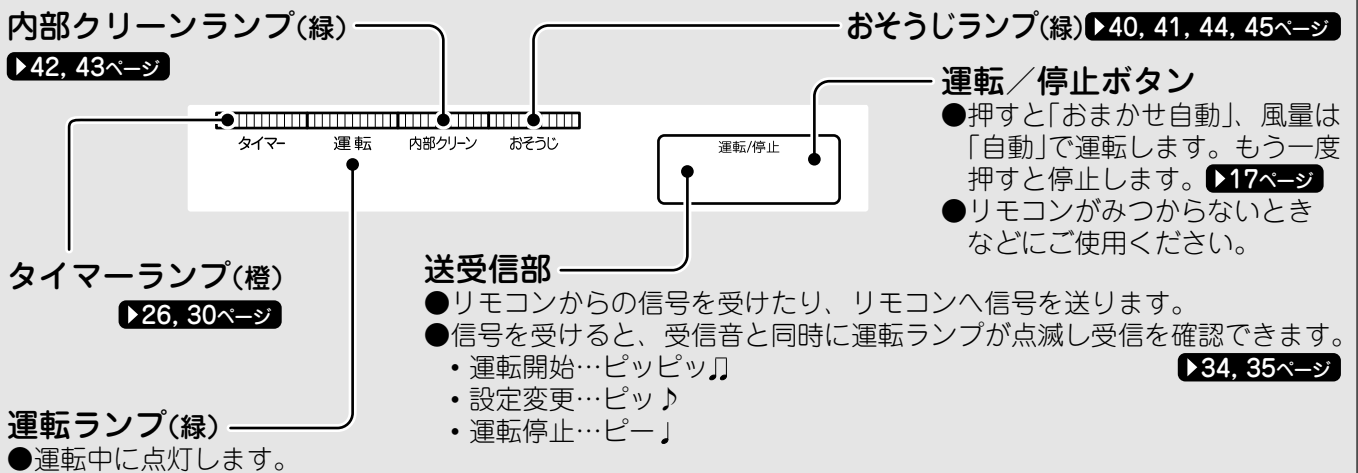 内部クリーンランプ(緑)
▶42, 43ページ
おそうじランプ(緑)▶40, 41, 44, 45ページ
運転／停止ボタン
●押すと｢おまかせ自動｣、風量は
｢自動｣で運転します。もう一度
押すと停止します。▶17ページ
●リモコンがみつからないとき
などにご使用ください。
タイマー 運転 内部クリーン おそうじ
運転/停止
タイマーランプ(橙)
▶26, 30ページ
送受信部
●リモコンからの信号を受けたり、リモコンへ信号を送ります。
●信号を受けると、受信音と同時に運転ランプが点滅し受信を確認できます。
・運転開始…ピッピッ♫
▶34, 35ページ
・設定変更…ピッ♪
・運転停止…ピー♩
運転ランプ(緑)
●運転中に点灯します。